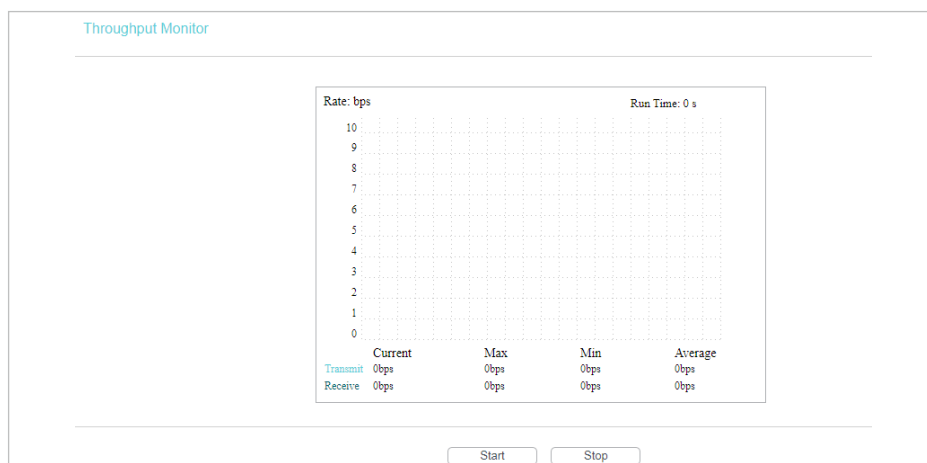 Throughput Monitor
Rate: bps Run Time: 0 s
10
9
8
7
6
5
4
3
2
1
0
Current Max Min Average
Transmit 0bps 0bps 0bps 0bps
Receive 0bps 0bps 0bps 0bps
Start Stop